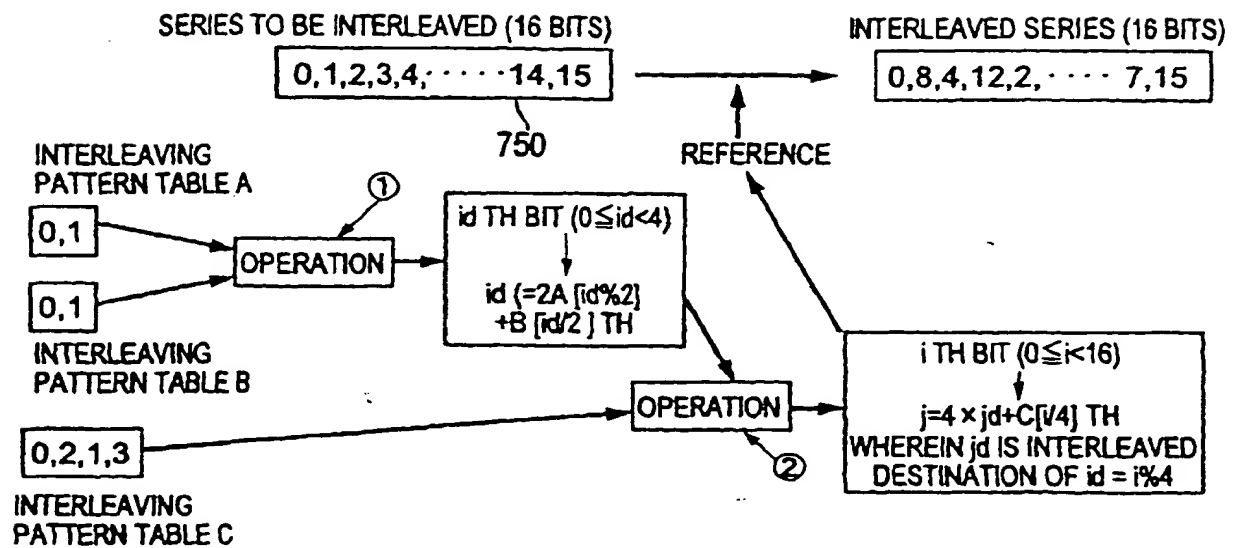 SERIES TO BE INTERLEAVED (16 BITS)
0,1,2,3,4,·····14,15
750
INTERLEAVED SERIES (16 BITS)
0,8,4,12,2,···· 7,15
REFERENCE
INTERLEAVING
PATTERN TABLE A
0,1
①
OPERATION
0,1
INTERLEAVING
PATTERN TABLE B
id TH BIT (0≦id<4)
id (=2A [id%2]
+B [id/2 ] TH
0,2,1,3
INTERLEAVING
PATTERN TABLE C
OPERATION
②
i TH BIT (0≦i<16)
j=4 × jd+C[i/4] TH
WHEREIN jd IS INTERLEAVED
DESTINATION OF id = i%4